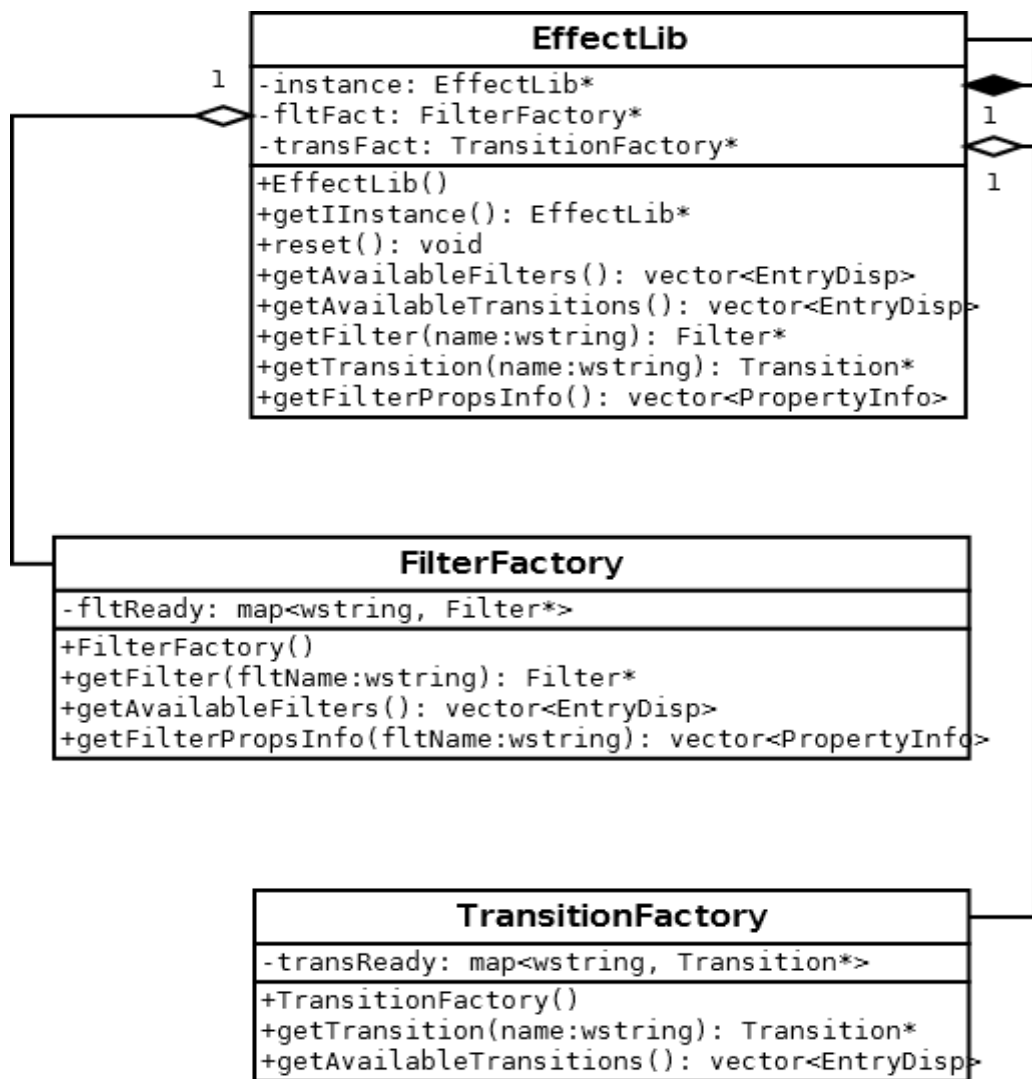 EffectLib
1
-instance: EffectLib*
-fltFact: FilterFactory*
1
-transFact: TransitionFactory*
1
+EffectLib()
+getIInstance(): EffectLib*
+reset(): void
+getAvailableFilters(): vector<EntryDisp>
+getAvailableTransitions(): vector<EntryDisp>
+getFilter(name:wstring): Filter*
+getTransition(name:wstring): Transition*
+getFilterPropsInfo(): vector<PropertyInfo>
FilterFactory
-fltReady: map<wstring, Filter*>
+FilterFactory()
+getFilter(fltName:wstring): Filter*
+getAvailableFilters(): vector<EntryDisp>
+getFilterPropsInfo(fltName:wstring): vector<PropertyInfo>
TransitionFactory
-transReady: map<wstring, Transition*>
+TransitionFactory()
+getTransition(name:wstring): Transition*
+getAvailableTransitions(): vector<EntryDisp>